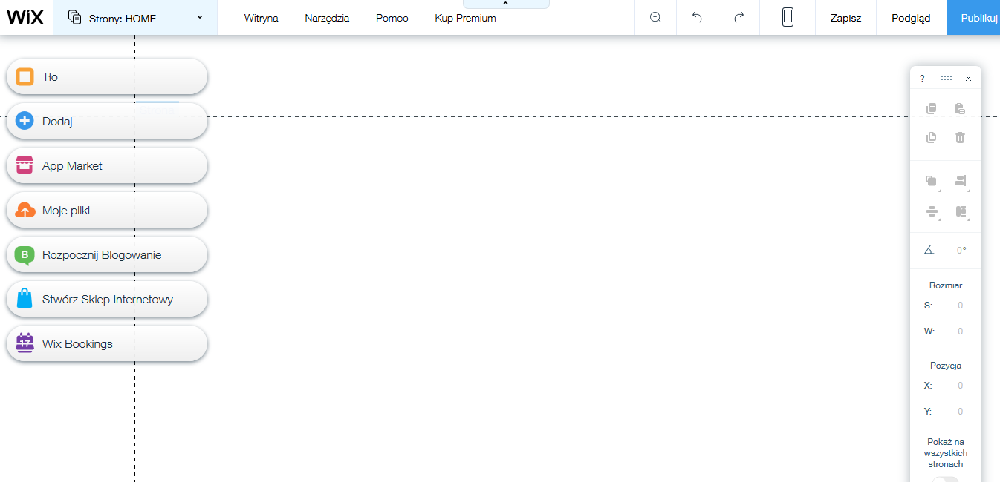 WiX
Strony: HOME
Witryna
Narzędzia
Pomoc
Kup Premium
Zapisz
Podgląd
Publikuj
Tło
Dodaj
App Market
Moje pliki
B
Rozpocznij Blogowanie
Stwórz Sklep Internetowy
17
Wix Bookings
?
0°
Rozmiar
S: 0
W: 0
Pozycja
X: 0
Y: 0
Pokaż na
wszystkich
stronach